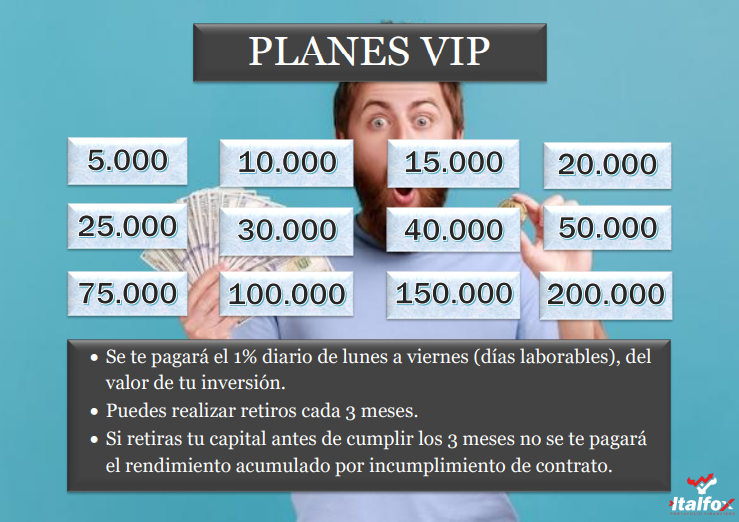 PLANES VIP
5.000 10.000 15.000 20.000
25.000 30.000 40.000 50.000
75.000 100.000 150.000 200.000
• Se te pagará el 1% diario de lunes a viernes (días laborables), del
valor de tu inversión.
• Puedes realizar retiros cada 3 meses.
• Si retiras tu capital antes de cumplir los 3 meses no se te pagará
el rendimiento acumulado por incumplimiento de contrato.
Italfox